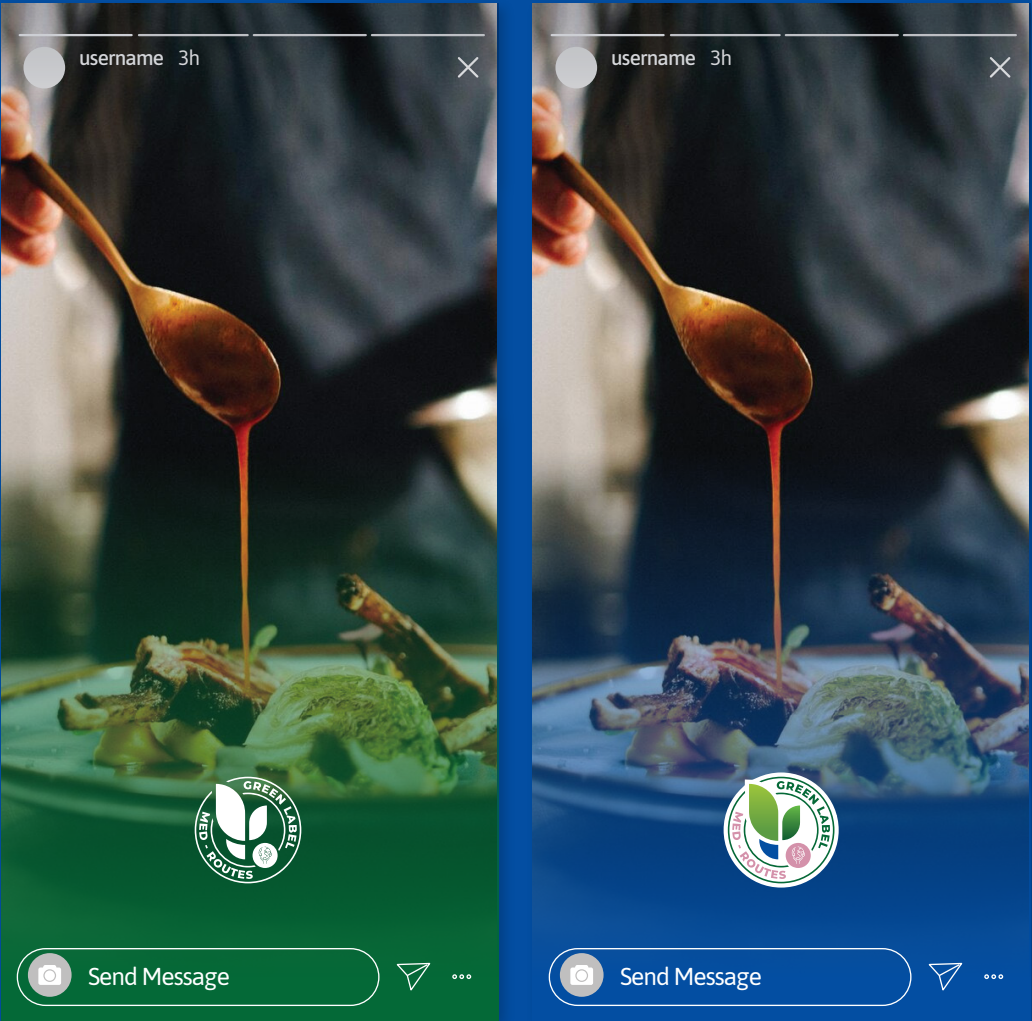 username 3h
GREEN LABEL
MED - ROUTES
Send Message
username 3h
GREEN LABEL
MED - ROUTES
Send Message